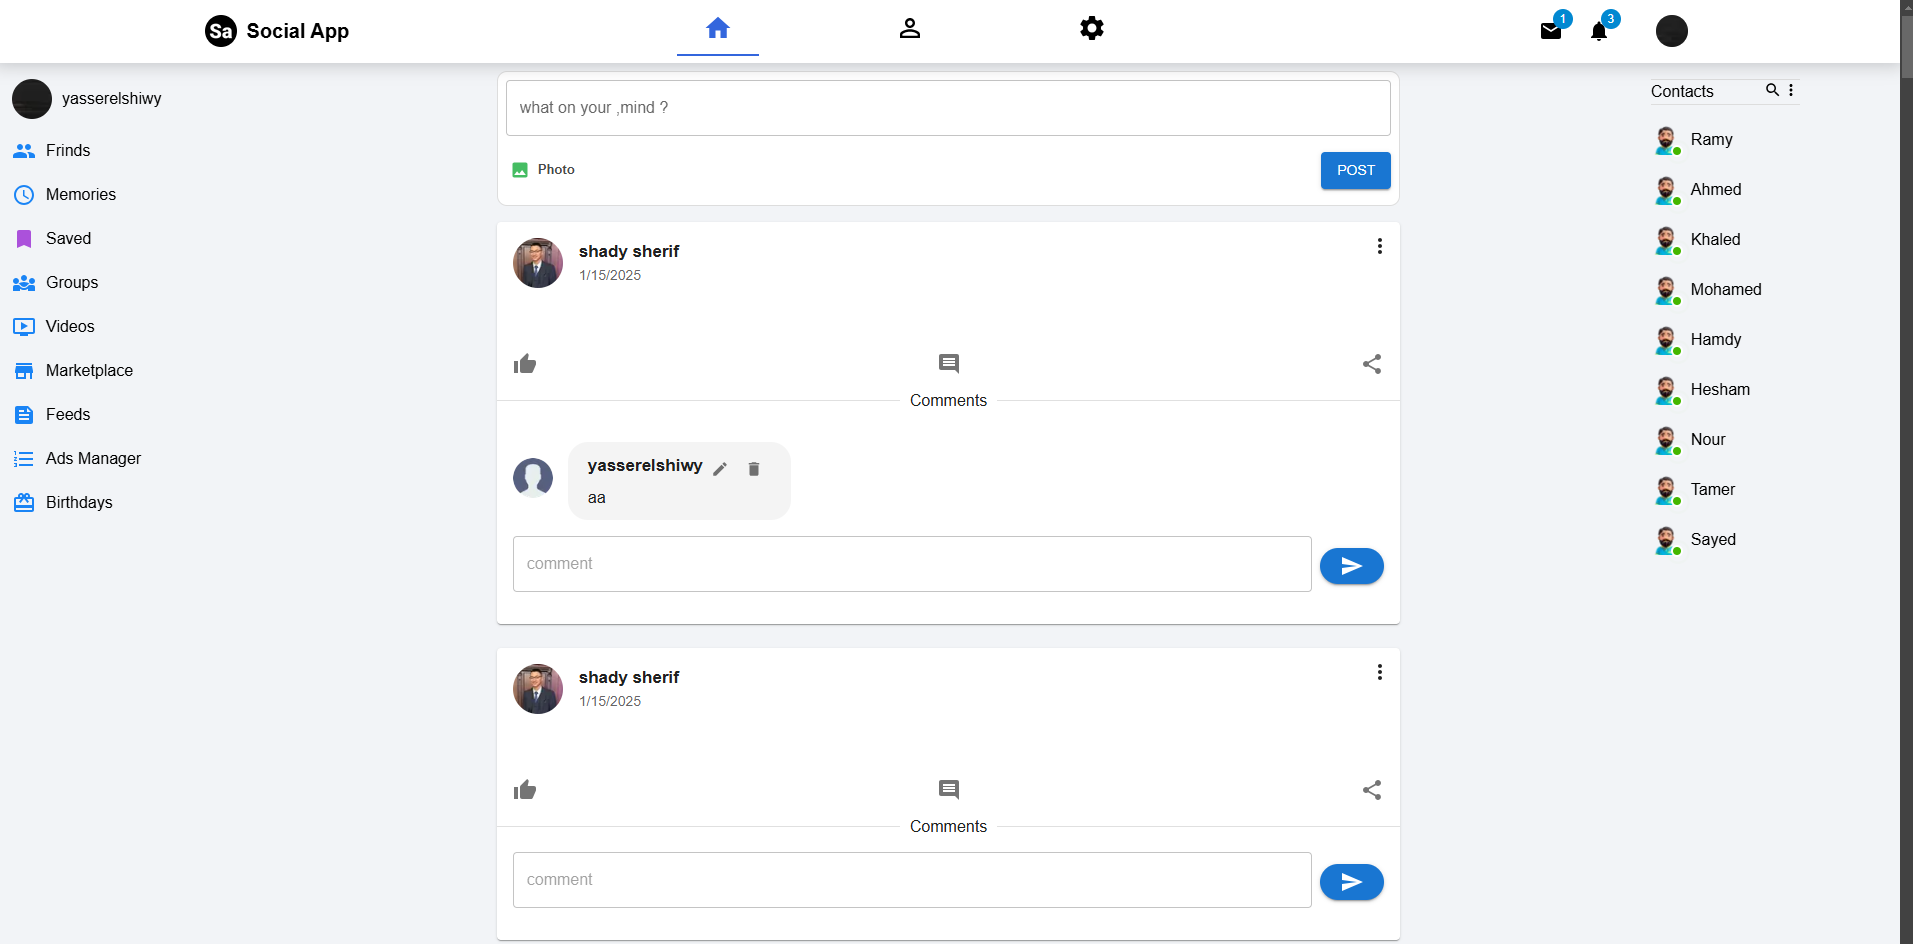 Sa Social App
1
3
yasserelshiwy
Frinds
Memories
Saved
Groups
Videos
Marketplace
Feeds
Ads Manager
Birthdays
what on your ,mind ?
Photo
POST
shady sherif
1/15/2025
Comments
yasserelshiwy
aa
comment
shady sherif
1/15/2025
Comments
comment
Contacts
Ramy
Ahmed
Khaled
Mohamed
Hamdy
Hesham
Nour
Tamer
Sayed